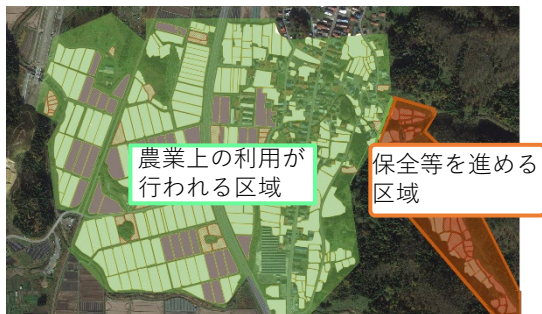 農業上の利用が
行われる区域
保全等を進める
区域